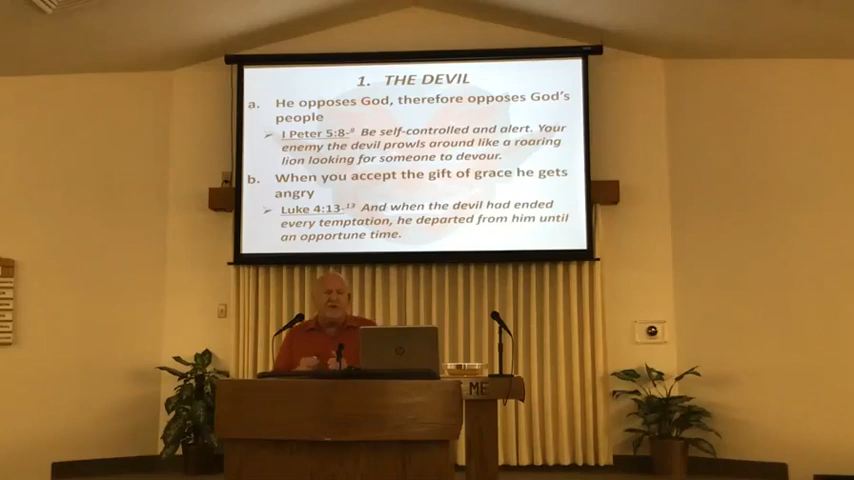 1. THE DEVIL
a. He opposes God, therefore opposes God's
people
➢ I Peter 5:8-⁸ Be self-controlled and alert. Your
enemy the devil prowls around like a roaring
lion looking for someone to devour.
b. When you accept the gift of grace he gets
angry
➢ Luke 4:13-¹³ And when the devil had ended
every temptation, he departed from him until
an opportune time.
hp
ME